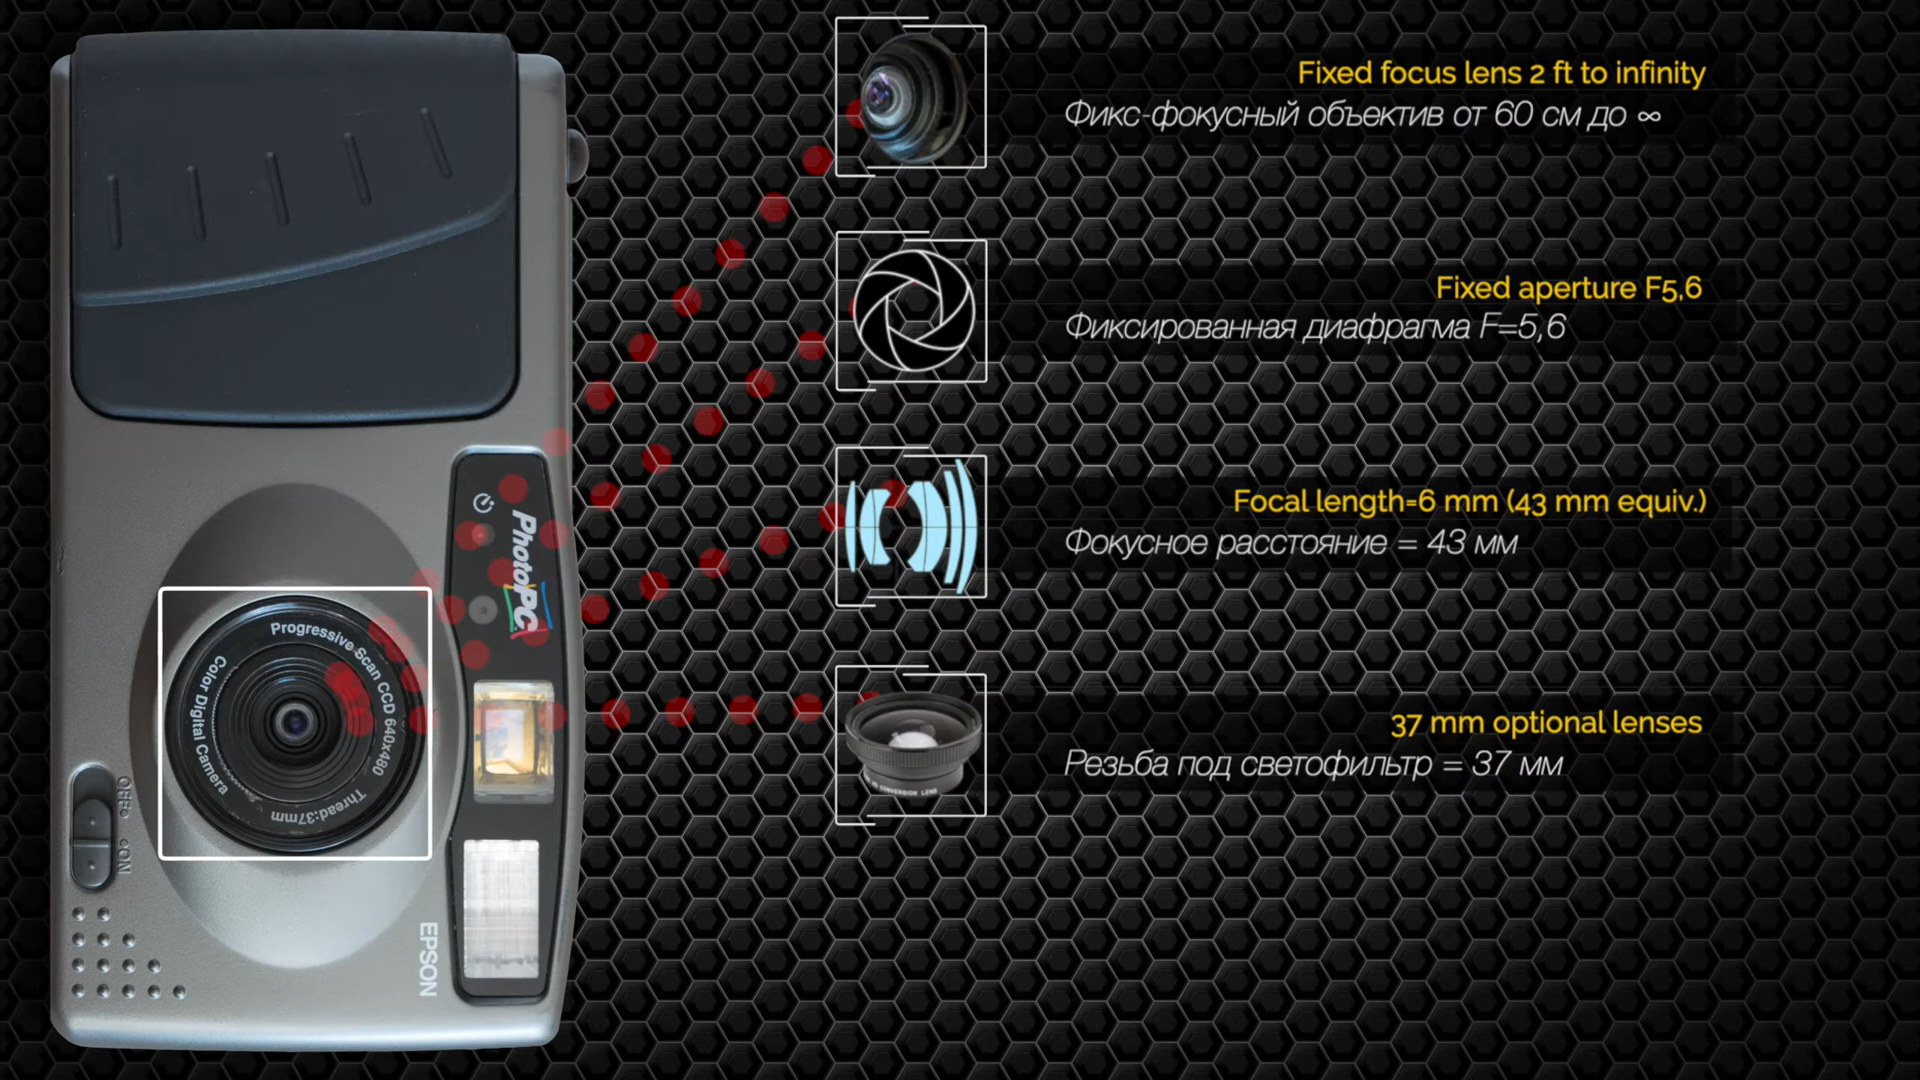 Fixed focus lens 2 ft to infinity
Фикс-фокусный объектив от 60 см до ∞
Fixed aperture F5,6
Фиксированная диафрагма F=5,6
Focal length=6 mm (43 mm equiv.)
Фокусное расстояние = 43 мм
37 mm optional lenses
Резьба под светофильтр = 37 мм
PhotoPC
Progressive Scan CCD 640x480
Thread:37mm
Color Digital Camera
OFF
ON
EPSON
CONVERSION LENS